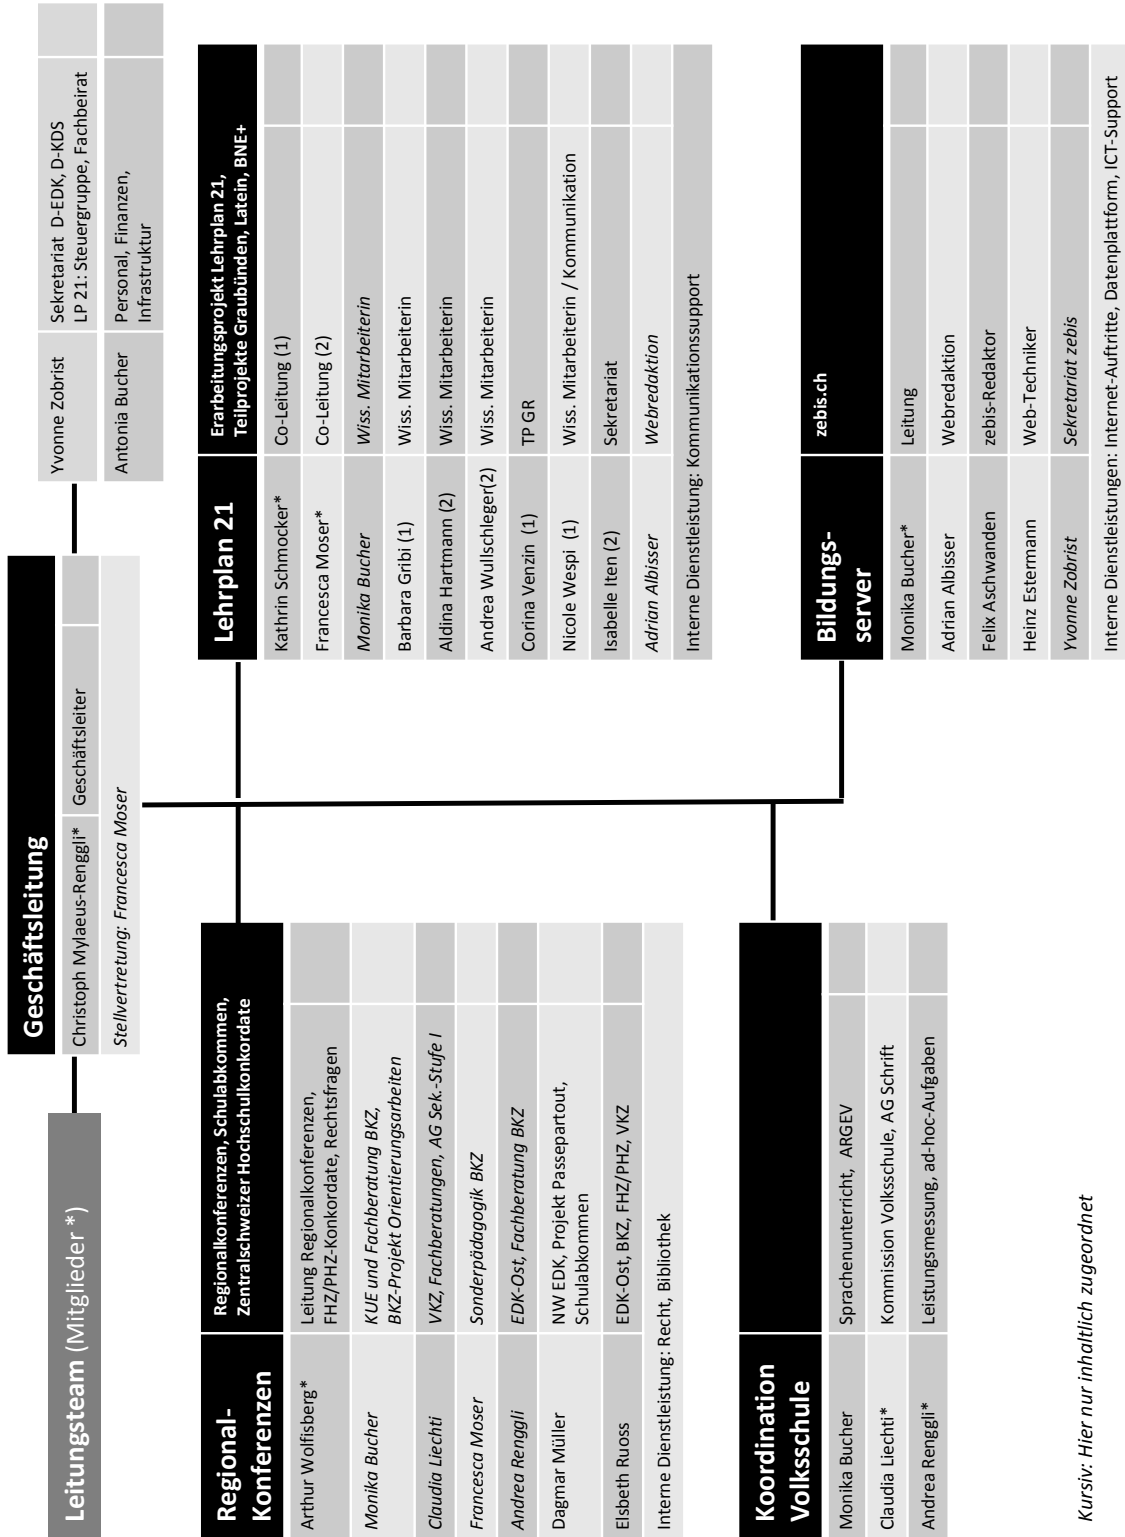 Leitungsteam (Mitglieder *)
Geschäftsleitung
Christoph Mylaeus-Renggli* Geschäftsleiter
Stellvertretung: Francesca Moser
Yvonne Zobrist Sekretariat D-EDK, D-KDS
LP 21: Steuergruppe, Fachbeirat
Antonia Bucher Personal, Finanzen,
Infrastruktur
Regional-
Konferenzen
Regionalkonferenzen, Schulabkommen,
Zentralschweizer Hochschulkonkordate
Arthur Wolfisberg* Leitung Regionalkonferenzen,
FHZ/PHZ-Konkordate, Rechtsfragen
Monika Bucher KUE und Fachberatung BKZ,
BKZ-Projekt Orientierungsarbeiten
Claudia Liechti VKZ, Fachberatungen, AG Sek.-Stufe I
Francesca Moser Sonderpädagogik BKZ
Andrea Renggli EDK-Ost, Fachberatung BKZ
Dagmar Müller NW EDK, Projekt Passepartout,
Schulabkommen
Elsbeth Ruoss EDK-Ost, BKZ, FHZ/PHZ, VKZ
Interne Dienstleistung: Recht, Bibliothek
Lehrplan 21
Erarbeitungsprojekt Lehrplan 21,
Teilprojekte Graubünden, Latein, BNE+
Kathrin Schmocker* Co-Leitung (1)
Francesca Moser* Co-Leitung (2)
Monika Bucher Wiss. Mitarbeiterin
Barbara Gribi (1) Wiss. Mitarbeiterin
Aldina Hartmann (2) Wiss. Mitarbeiterin
Andrea Wullschleger(2) Wiss. Mitarbeiterin
Corina Venzin (1) TP GR
Nicole Wespi (1) Wiss. Mitarbeiterin / Kommunikation
Isabelle Iten (2) Sekretariat
Adrian Albisser Webredaktion
Interne Dienstleistung: Kommunikationssupport
Koordination
Volksschule
Monika Bucher Sprachenunterricht, ARGEV
Claudia Liechti* Kommission Volksschule, AG Schrift
Andrea Renggli* Leistungsmessung, ad-hoc-Aufgaben
Bildungs-
server
zebis.ch
Monika Bucher* Leitung
Adrian Albisser Webredaktion
Felix Aschwanden zebis-Redaktor
Heinz Estermann Web-Techniker
Yvonne Zobrist Sekretariat zebis
Interne Dienstleistungen: Internet-Auftritte, Datenplattform, ICT-Support
Kursiv: Hier nur inhaltlich zugeordnet